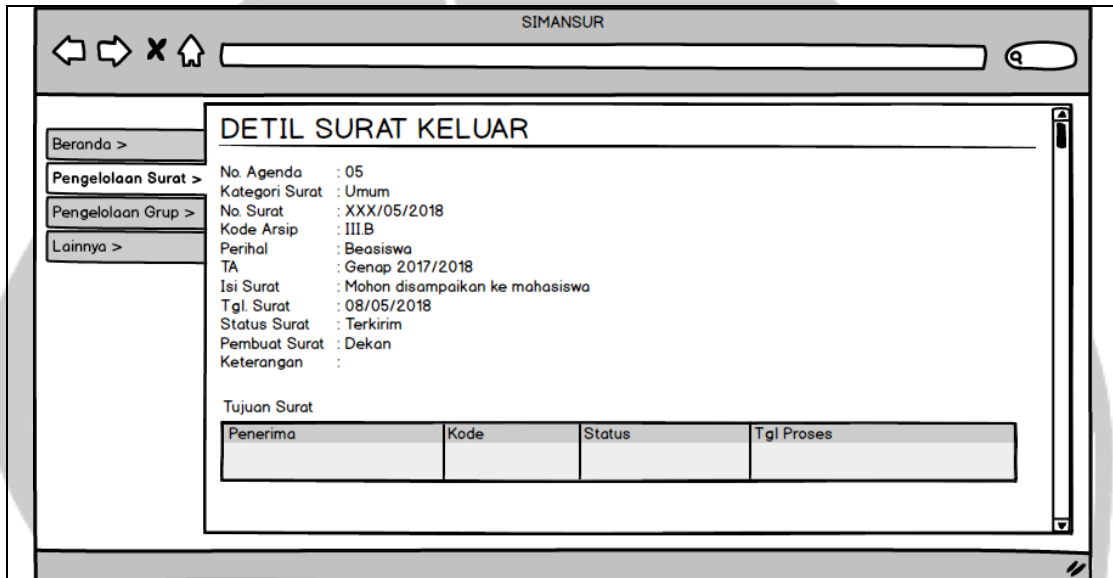 SIMANSUR
Beranda >
Pengelolaan Surat >
Pengelolaan Grup >
Lainnya >
DETIL SURAT KELUAR
No. Agenda : 05
Kategori Surat : Umum
No. Surat : XXX/05/2018
Kode Arsip : III.B
Perihal : Beasiswa
TA : Genap 2017/2018
Isi Surat : Mohon disampaikan ke mahasiswa
Tgl. Surat : 08/05/2018
Status Surat : Terkirim
Pembuat Surat : Dekan
Keterangan :
Tujuan Surat
Penerima Kode Status Tgl Proses